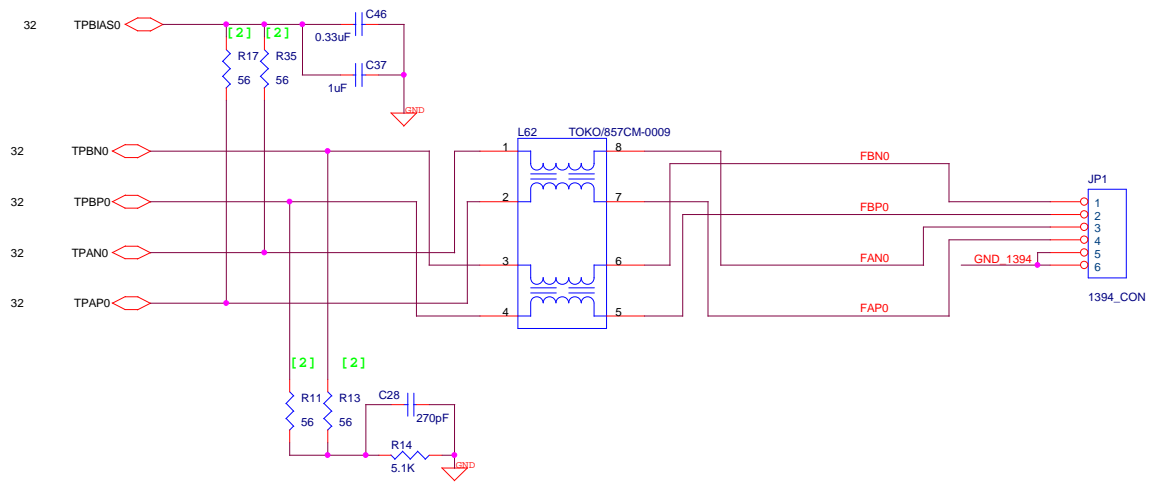 32 TPBIAS0
[2] [2]
C46
0.33uF
R17 R35
56 56
C37
1uF
GND
L62 TOKO/857CM-0009
32 TPBN0
1 8
FBN0
JP1
32 TPBP0
2 7
FBP0
1
2
3
4
5
6
32 TPAN0
3 6
FAN0
GND_1394
1394_CON
32 TPAP0
4 5
FAP0
[2] [2]
R11 R13
56 56
C28
270pF
R14
5.1K
GND